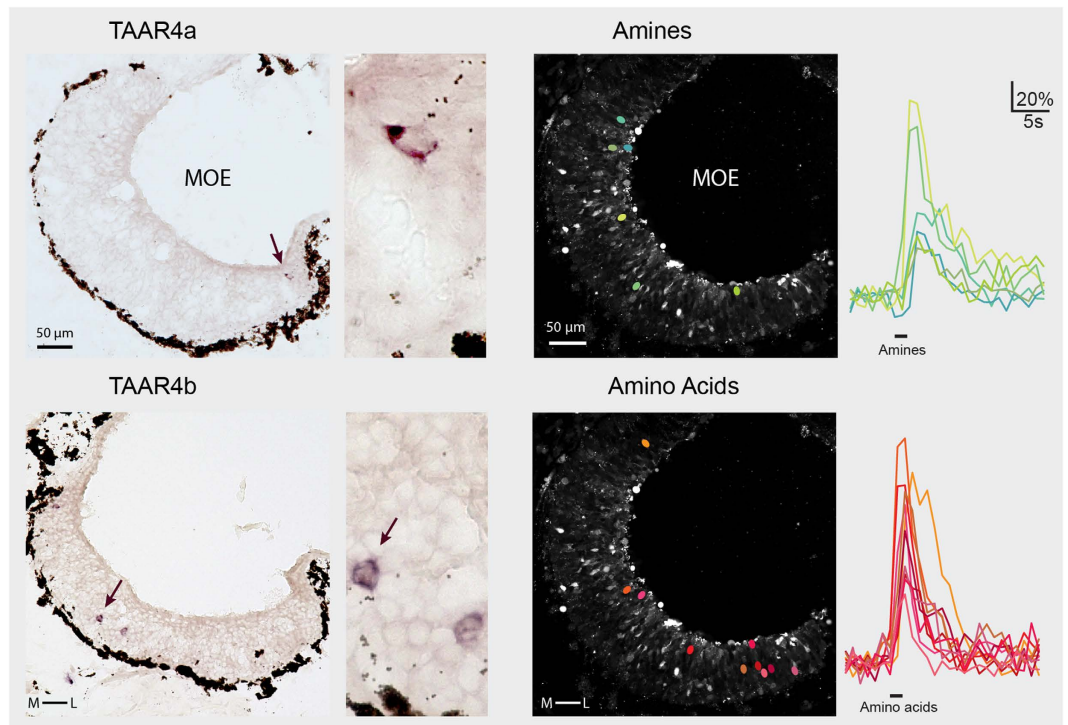 TAAR4a
Amines
MOE
50 µm
MOE
50 µm
20%
5s
Amines
TAAR4b
Amino Acids
M L
M L
Amino acids